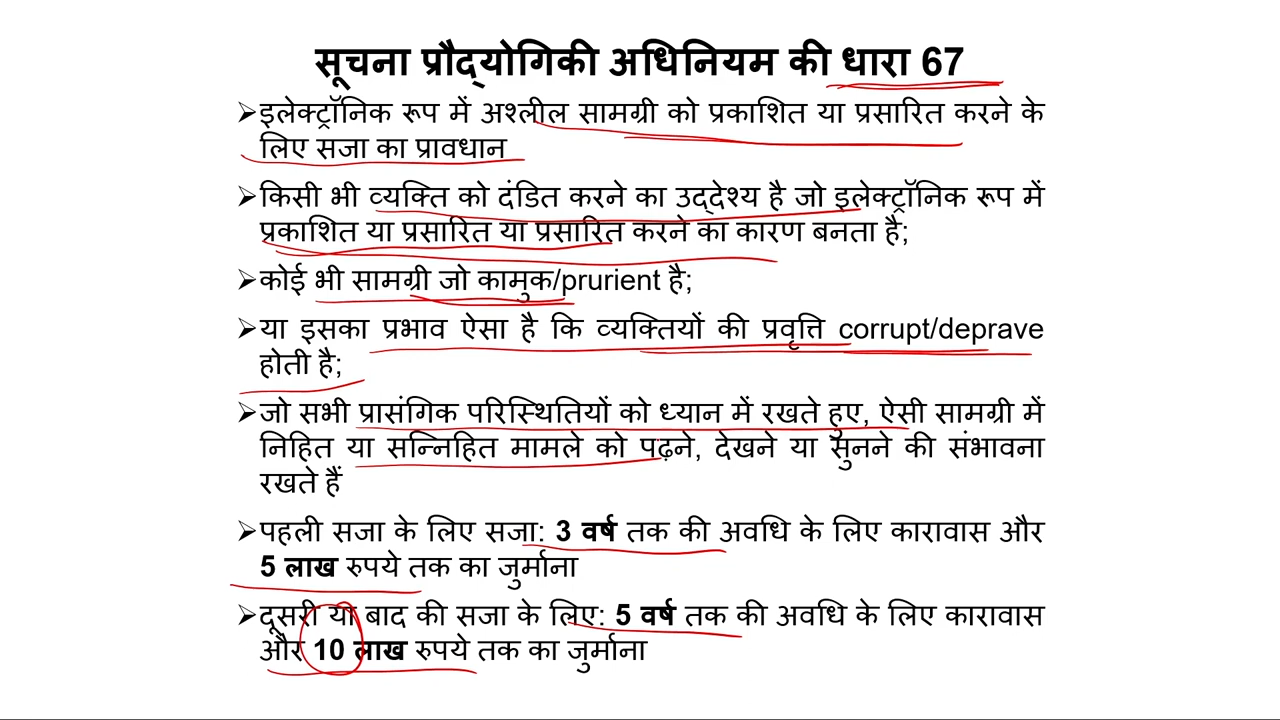 सूचना प्रौद्योगिकी अधिनियम की धारा 67
➢इलेक्ट्रॉनिक रूप में अश्लील सामग्री को प्रकाशित या प्रसारित करने के
लिए सजा का प्रावधान
➢किसी भी व्यक्ति को दंडित करने का उद्देश्य है जो इलेक्ट्रॉनिक रूप में
प्रकाशित या प्रसारित या प्रसारित करने का कारण बनता है;
➢कोई भी सामग्री जो कामुक/prurient है;
➢या इसका प्रभाव ऐसा है कि व्यक्तियों की प्रवृत्ति corrupt/deprave
होती है;
➢जो सभी प्रासंगिक परिस्थितियों को ध्यान में रखते हुए, ऐसी सामग्री में
निहित या सन्निहित मामले को पढ़ने, देखने या सुनने की संभावना
रखते हैं
➢पहली सजा के लिए सजा: 3 वर्ष तक की अवधि के लिए कारावास और
5 लाख रुपये तक का जुर्माना
➢दूसरी या बाद की सजा के लिए: 5 वर्ष तक की अवधि के लिए कारावास
और 10 लाख रुपये तक का जुर्माना